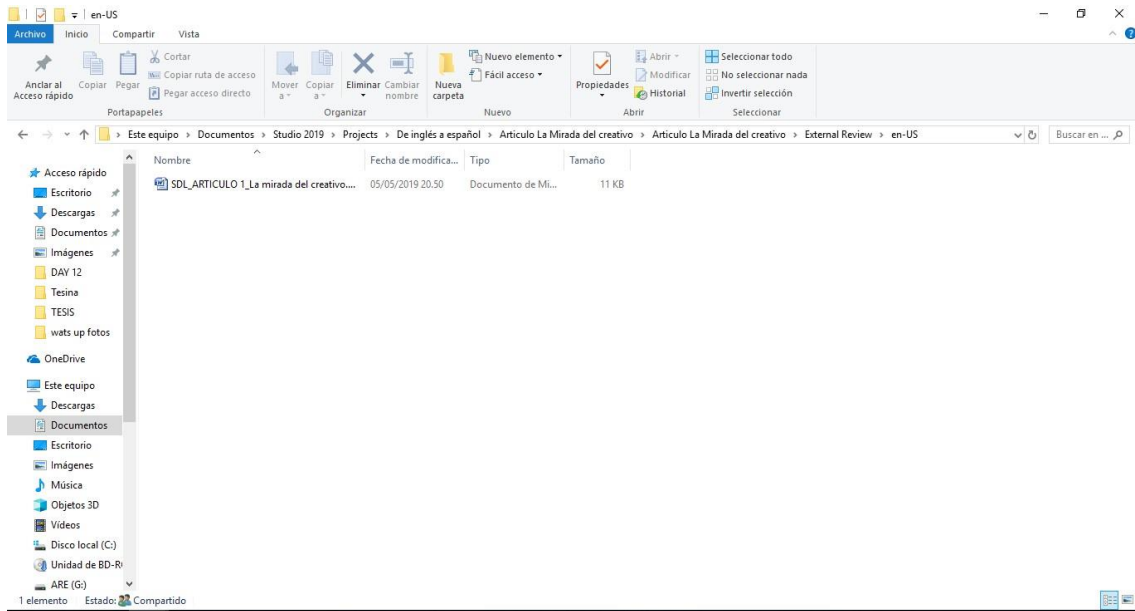 en-US
Archivo Inicio Compartir Vista
Anclar al Acceso rápido
Copiar
Pegar
Cortar
Copiar ruta de acceso
Pegar acceso directo
Portapapeles
Mover a
Copiar a
Eliminar
Cambiar nombre
Organizar
Nueva carpeta
Nuevo elemento
Fácil acceso
Nuevo
Propiedades
Abrir
Modificar
Historial
Abrir
Seleccionar todo
No seleccionar nada
Invertir selección
Seleccionar
Este equipo > Documentos > Studio 2019 > Projects > De inglés a español > Articulo La Mirada del creativo > Articulo La Mirada del creativo > External Review > en-US
Buscar en ...
Nombre Fecha de modifica... Tipo Tamaño
SDL_ARTICULO 1_La mirada del creativo.... 05/05/2019 20.50 Documento de Mi... 11 KB
Acceso rápido
Escritorio
Descargas
Documentos
Imágenes
DAY 12
Tesina
TESIS
wats up fotos
OneDrive
Este equipo
Descargas
Documentos
Escritorio
Imágenes
Música
Objetos 3D
Vídeos
Disco local (C:)
Unidad de BD-R
ARE (G:)
1 elemento Estado: Compartido